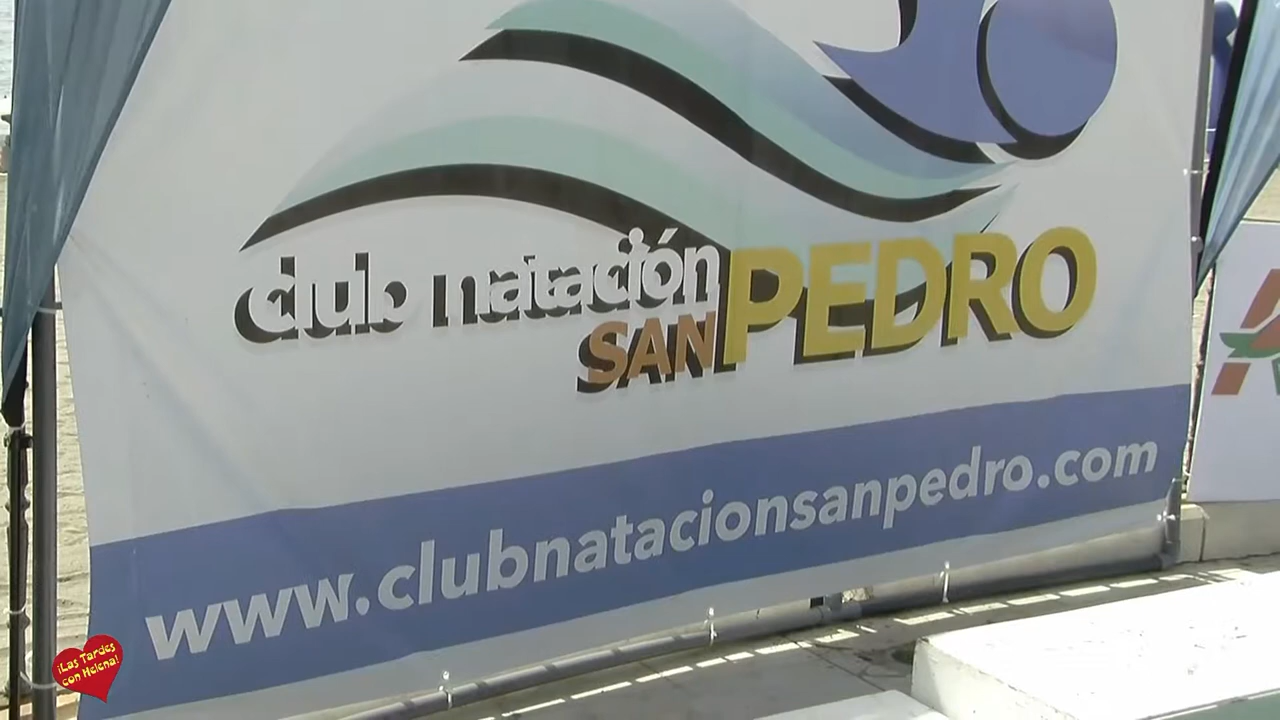 club natación
SAN PEDRO
www.clubnatacionsanpedro.com
¡Las Tardes
con Helena!